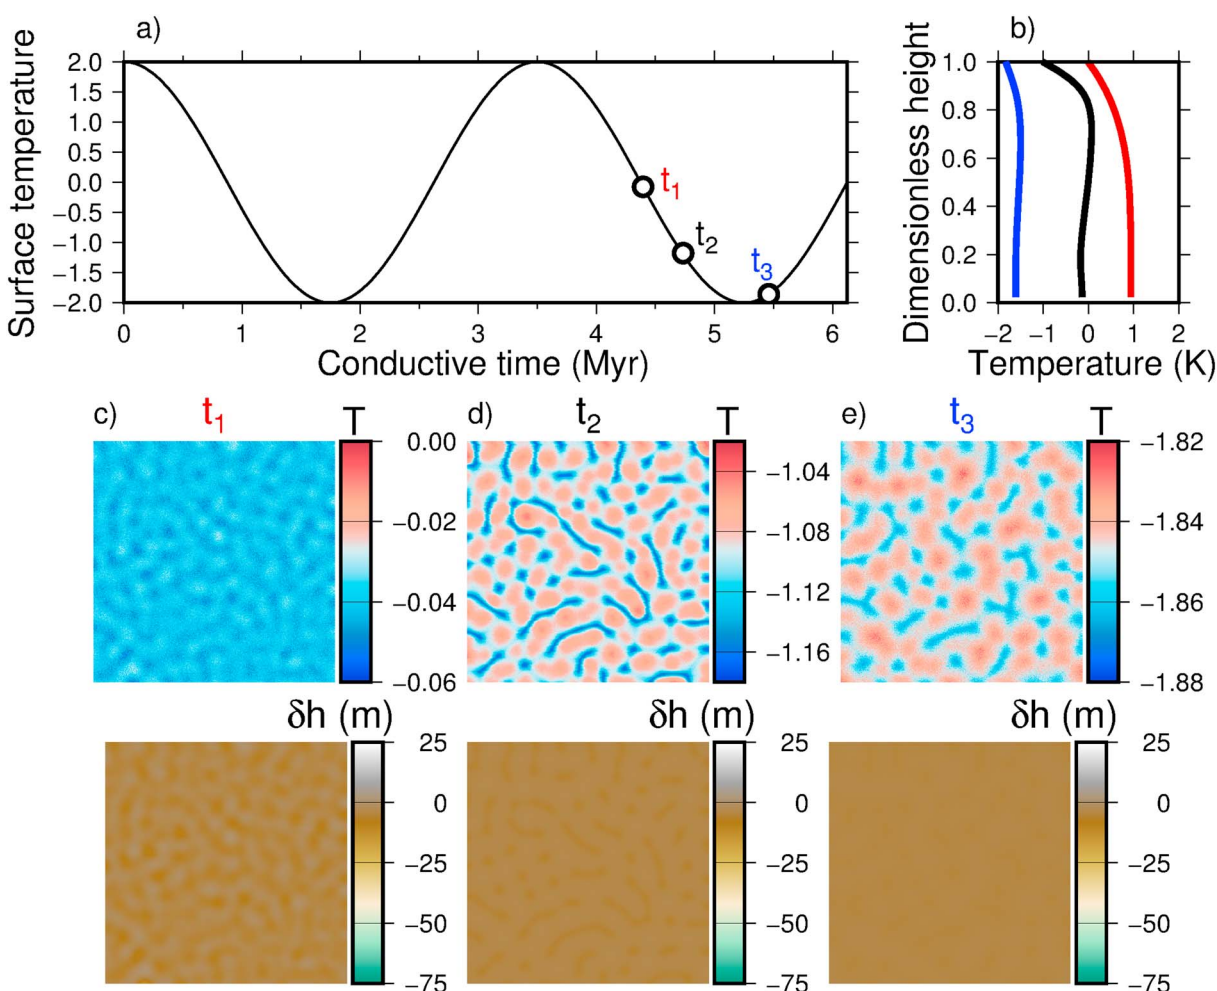 a)
Surface temperature
2.0
1.5
1.0
0.5
0.0
−0.5
−1.0
−1.5
−2.0
t1
t2
t3
0 1 2 3 4 5 6
Conductive time (Myr)
b)
Dimensionless height
1.0
0.8
0.6
0.4
0.2
0.0
−2 −1 0 1 2
Temperature (K)
c) t1 T
0.00
−0.02
−0.04
−0.06
d) t2 T
−1.04
−1.08
−1.12
−1.16
e) t3 T
−1.82
−1.84
−1.86
−1.88
δh (m)
25
0
−25
−50
−75
δh (m)
25
0
−25
−50
−75
δh (m)
25
0
−25
−50
−75